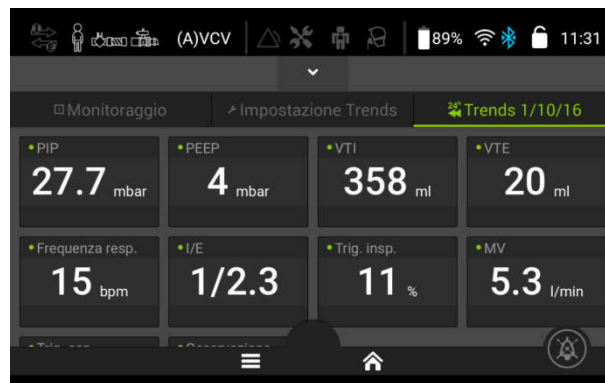 (A)VCV 89% 11:31
Monitoraggio Impostazione Trends 24h Trends 1/10/16
PIP PEEP VTI VTE
27.7 mbar 4 mbar 358 ml 20 ml
Frequenza resp. I/E Trig. insp. MV
15 bpm 1/2.3 11 % 5.3 l/min